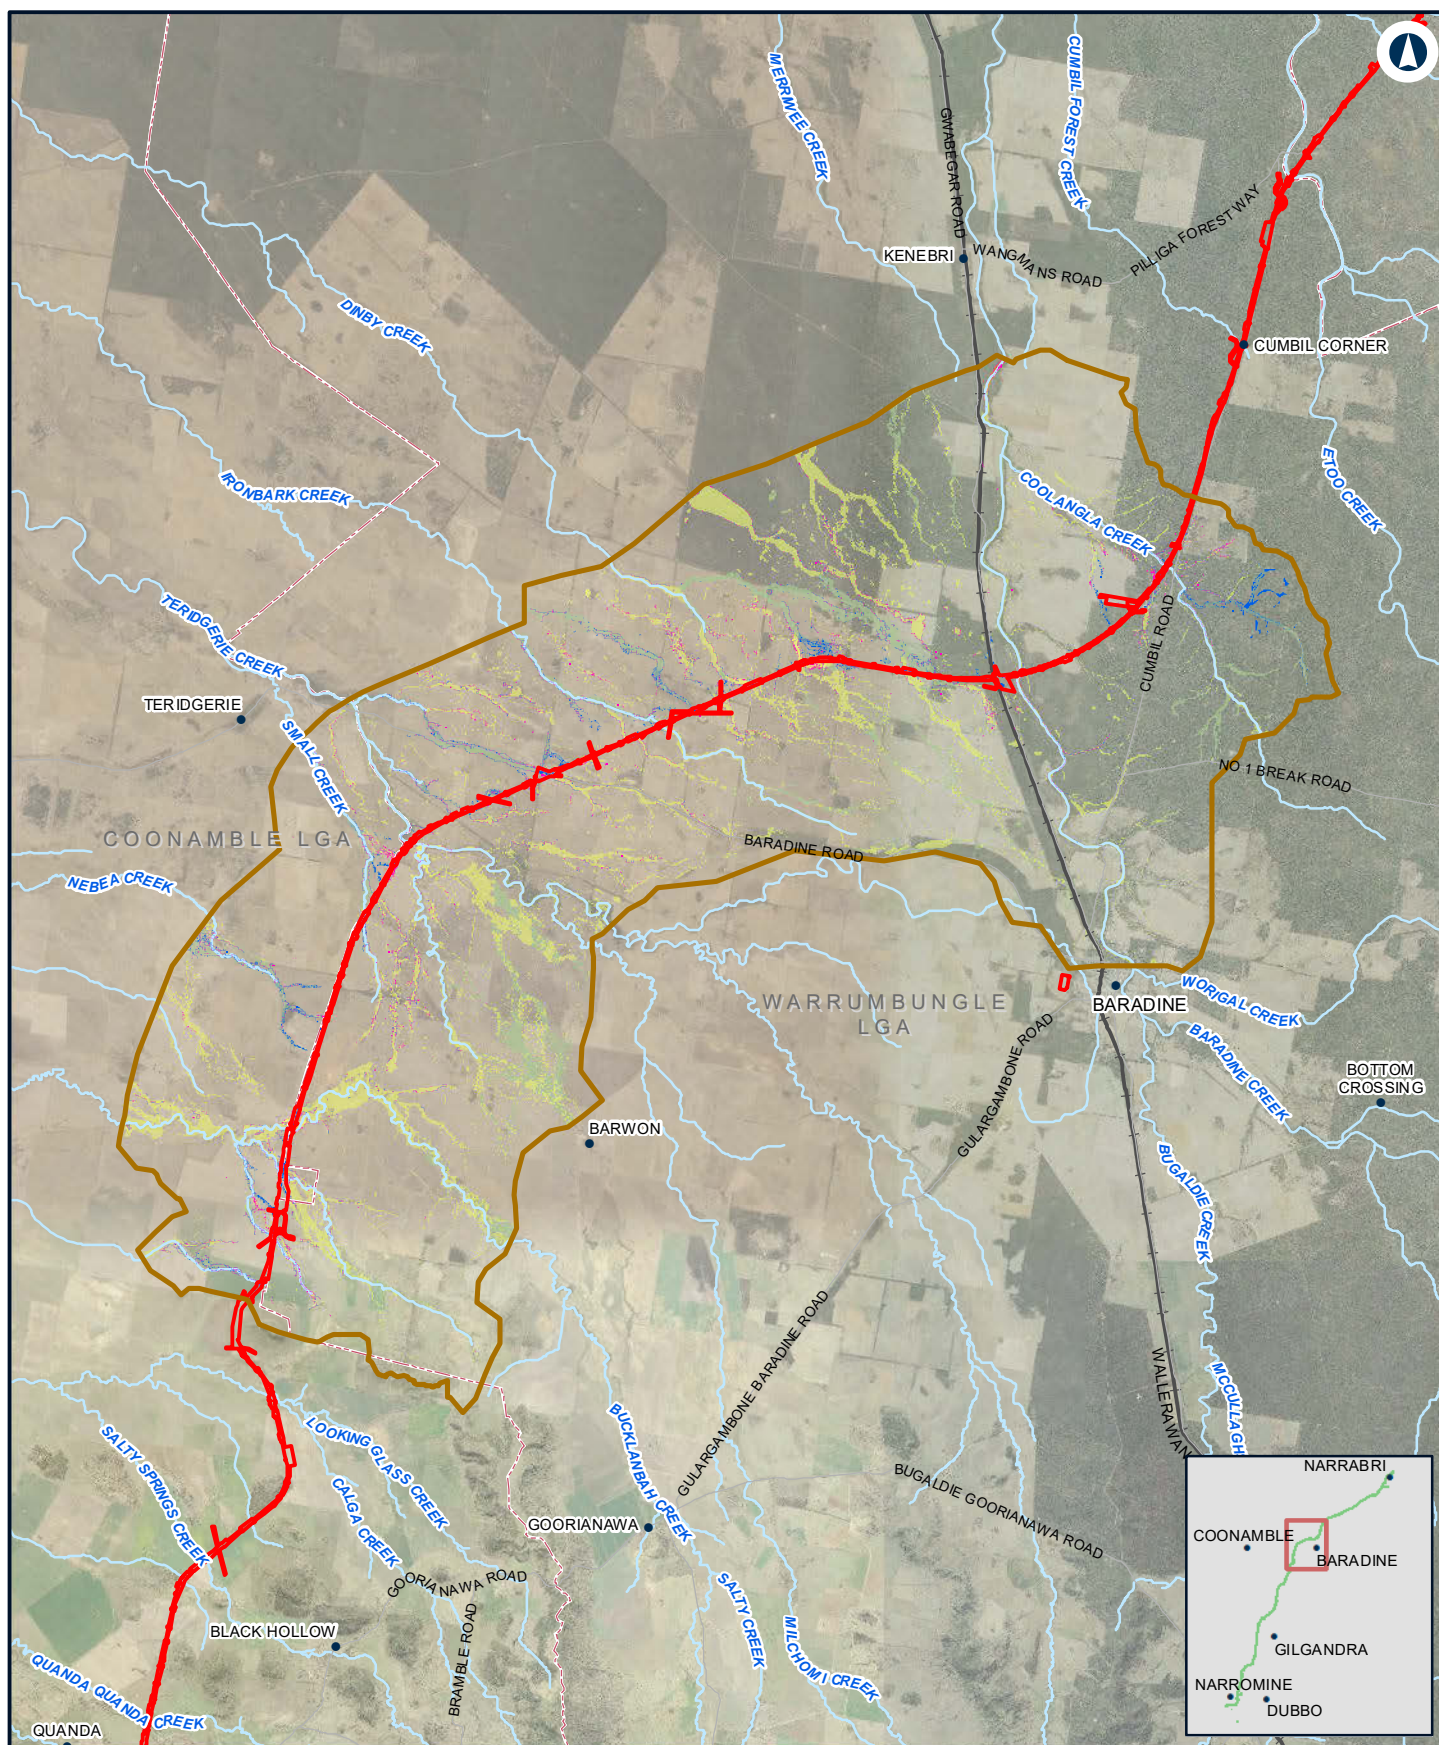 MERRIWEE CREEK
CUMBIL FOREST CREEK
GWABEGAR ROAD
PILLIGA FOREST WAY
KENEBRI
WANGMANS ROAD
DINBY CREEK
CUMBIL CORNER
IRONBARK CREEK
COOLANGLA CREEK
ETOO CREEK
TERIDGERIE CREEK
CUMBIL ROAD
TERIDGERIE
SMALL CREEK
NO 1 BREAK ROAD
COONAMBLE LGA
BARADINE ROAD
NEBEA CREEK
WARRUMBUNGLE
LGA
WORIGAL CREEK
BARADINE
BARADINE CREEK
GULARGAMBONE ROAD
BOTTOM
CROSSING
BARWON
BUGALDIE CREEK
GULARGAMBONE BARADINE ROAD
WALLERAWAN
MCCULLAGH
SALTY SPRINGS CREEK
LOOKING GLASS CREEK
CALGA CREEK
BUCKLANBAH CREEK
BUGALDIE GOORIANAWA ROAD
GOORIANAWA
GOORIANAWA ROAD
BRAMBLE ROAD
SALTY CREEK
MILCHOMI CREEK
BLACK HOLLOW
QUANDA QUANDA CREEK
QUANDA
NARRABRI
COONAMBLE
BARADINE
GILGANDRA
NARROMINE
DUBBO